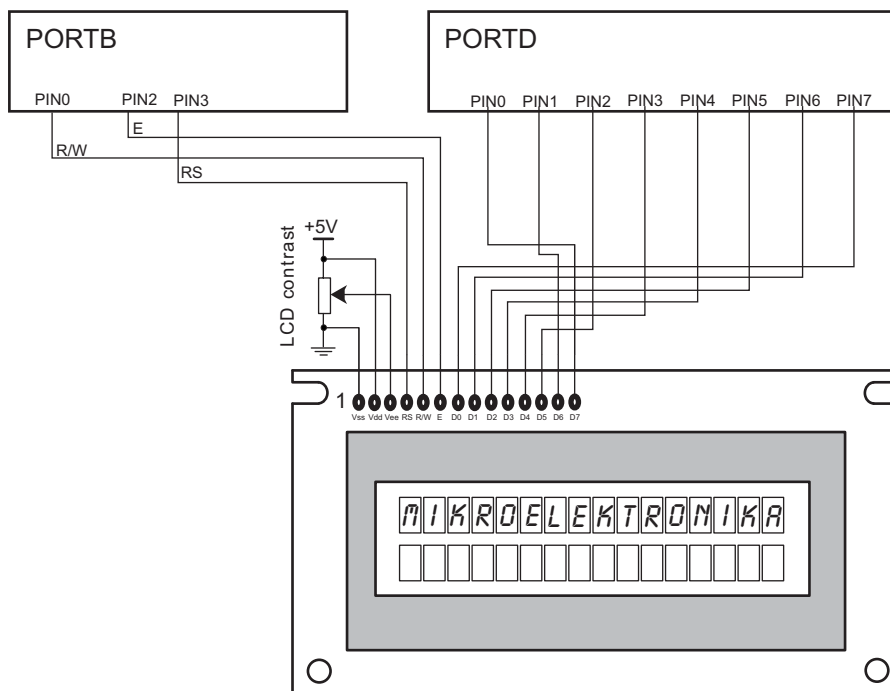 PORTB PORTD
PIN0 PIN2 PIN3 PIN0 PIN1 PIN2 PIN3 PIN4 PIN5 PIN6 PIN7
E
R/W
RS
+5V
LCD contrast
1
Vss Vdd Vee RS R/W E D0 D1 D2 D3 D4 D5 D6 D7
MIKROELEKTRONIKA